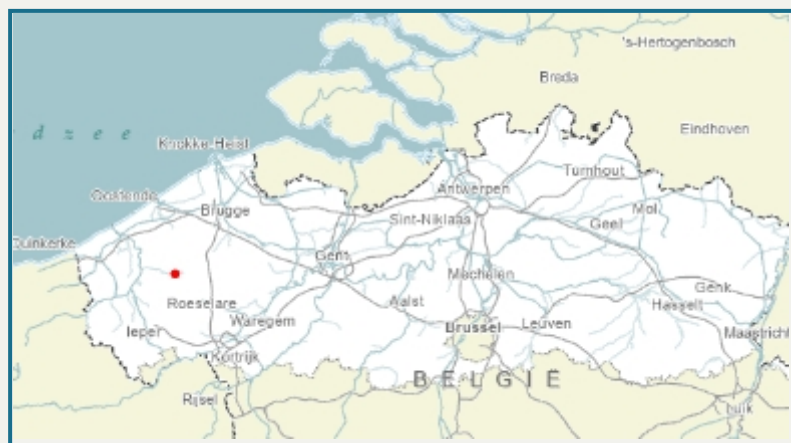 's-Hertogenbosch
Breda
d z e e
Eindhoven
Knokke-Heist
Turnhout
Oostende
Antwerpen
Brugge
Mol
Sint-Niklaas
Geel
Duinkerke
Gent
Mechelen
Genk
Roeselare
Aalst
Hasselt
Ieper
Waregem
Brussel
Leuven
Maastricht
Kortrijk
BELGIË
Rijsel
Luik